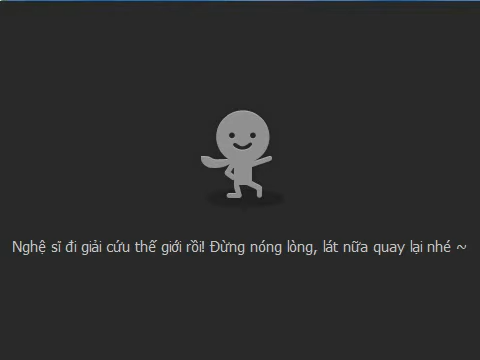 Nghệ sĩ đi giải cứu thế giới rồi! Đừng nóng lòng, lát nữa quay lại nhé ~